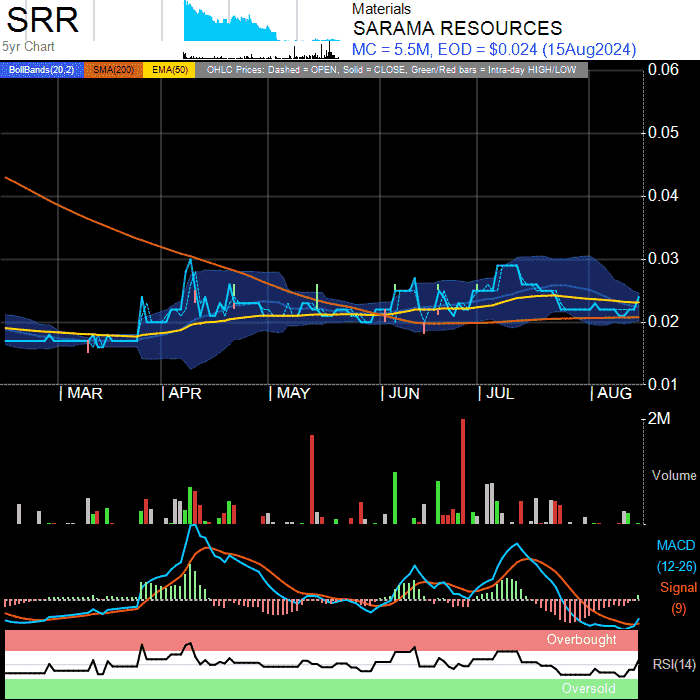 SRR
5yr Chart
Materials
SARAMA RESOURCES
MC = 5.5M, EOD = $0.024 (15Aug2024)
BollBands(20,2) SMA(200) EMA(50) OHLC Prices: Dashed = OPEN, Solid = CLOSE, Green/Red bars = Intra-day HIGH/LOW
0.06
0.05
0.04
0.03
0.02
0.01
MAR APR MAY JUN JUL AUG
2M
Volume
MACD
(12-26)
Signal
(9)
Overbought
RSI(14)
Oversold